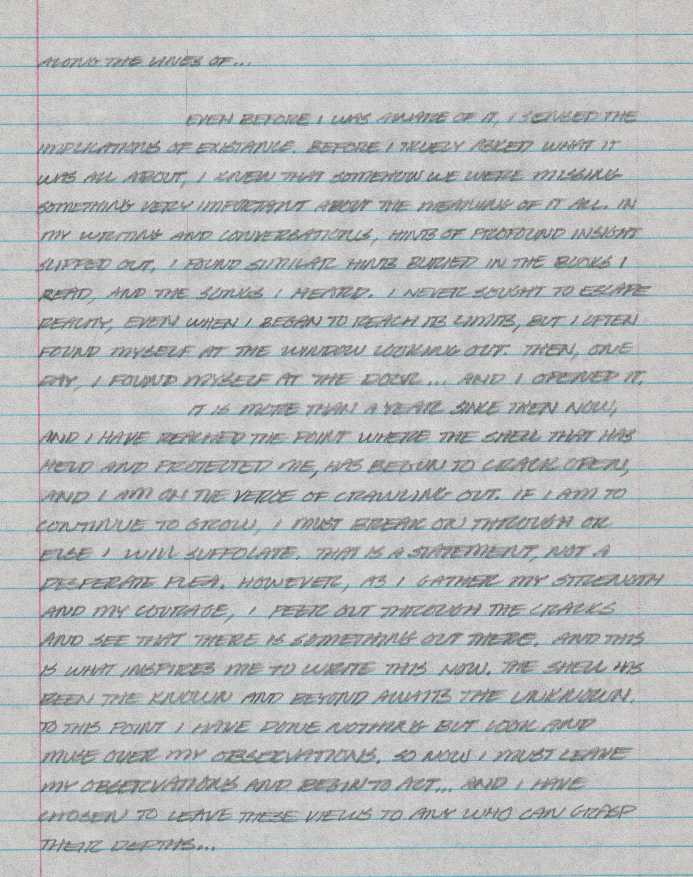 ALONG THE LINES OF...
EVEN BEFORE I WAS AWARE OF IT, I SENSED THE
IMPLICATIONS OF EXISTANCE. BEFORE I TRUELY ASKED WHAT IT
WAS ALL ABOUT, I KNEW THAT SOMEHOW WE WERE MISSING
SOMETHING VERY IMPORTANT ABOUT THE MEANING OF IT ALL. IN
MY WRITING AND CONVERSATIONS, HINTS OF PROFOUND INSIGHT
SLIPPED OUT. I FOUND SIMILAR HINTS BURIED IN THE BOOKS I
READ, AND THE SONGS I HEARD. I NEVER SOUGHT TO ESCAPE
REALITY, EVEN WHEN I BEGAN TO REACH ITS LIMITS, BUT I OFTEN
FOUND MYSELF AT THE WINDOW LOOKING OUT. THEN, ONE
DAY, I FOUND MYSELF AT THE DOOR... AND I OPENED IT.
IT IS MORE THAN A YEAR SINCE THEN NOW,
AND I HAVE REACHED THE POINT WHERE THE SHELL THAT HAS
HELD AND PROTECTED ME, HAS BEGUN TO CRACK OPEN,
AND I AM ON THE VERGE OF CRAWLING OUT. IF I AM TO
CONTINUE TO GROW, I MUST BREAK ON THROUGH OR
ELSE I WILL SUFFOCATE. THAT IS A STATEMENT, NOT A
DESPERATE PLEA. HOWEVER, AS I GATHER MY STRENGTH
AND MY COURAGE, I PEER OUT THROUGH THE CRACKS
AND SEE THAT THERE IS SOMETHING OUT THERE. AND THIS
IS WHAT INSPIRES ME TO WRITE THIS NOW. THE SHELL HAS
BEEN THE KNOWN AND BEYOND AWAITS THE UNKNOWN.
TO THIS POINT I HAVE DONE NOTHING BUT LOOK AND
MUSE OVER MY OBSERVATIONS. SO NOW I MUST LEAVE
MY OBSERVATIONS AND BEGIN TO ACT... AND I HAVE
CHOSEN TO LEAVE THESE VIEWS TO ANY WHO CAN GRASP
THEIR DEPTHS...